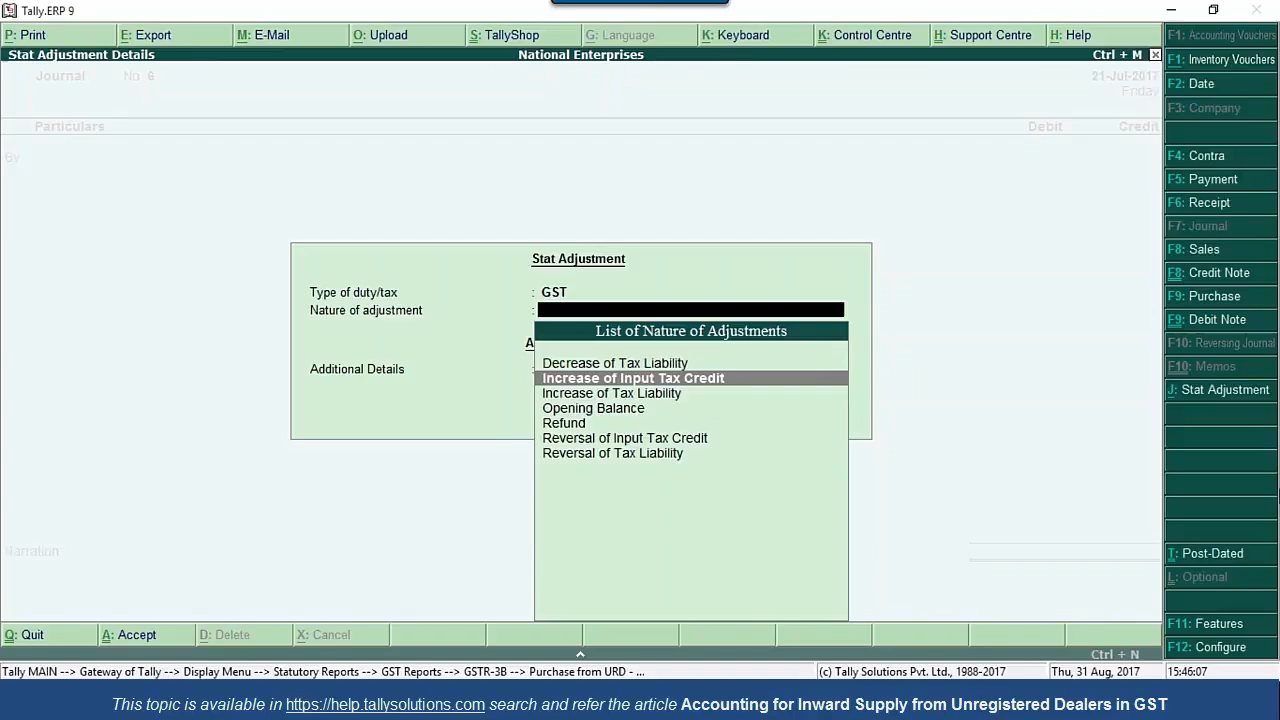 Tally.ERP 9
P: Print E: Export M: E-Mail O: Upload S: TallyShop G: Language K: Keyboard K: Control Centre H: Support Centre H: Help
Stat Adjustment Details National Enterprises Ctrl + M
Journal No. 6 21-Jul-2017
Friday
Particulars Debit Credit
By
Stat Adjustment
Type of duty/tax : GST
Nature of adjustment :
List of Nature of Adjustments
A
Decrease of Tax Liability
Additional Details :
Increase of Input Tax Credit
Increase of Tax Liability
Opening Balance
Refund
Reversal of Input Tax Credit
Reversal of Tax Liability
Narration
F1: Accounting Vouchers
F1: Inventory Vouchers
F2: Date
F3: Company
F4: Contra
F5: Payment
F6: Receipt
F7: Journal
F8: Sales
F8: Credit Note
F9: Purchase
F9: Debit Note
F10: Reversing Journal
F10: Memos
J: Stat Adjustment
T: Post-Dated
L: Optional
F11: Features
F12: Configure
Q: Quit A: Accept D: Delete X: Cancel
Ctrl + N
Tally MAIN --> Gateway of Tally --> Display Menu --> Statutory Reports --> GST Reports --> GSTR-3B --> Purchase from URD - ... (c) Tally Solutions Pvt. Ltd., 1988-2017 Thu, 31 Aug, 2017 15:46:07
This topic is available in https://help.tallysolutions.com search and refer the article Accounting for Inward Supply from Unregistered Dealers in GST